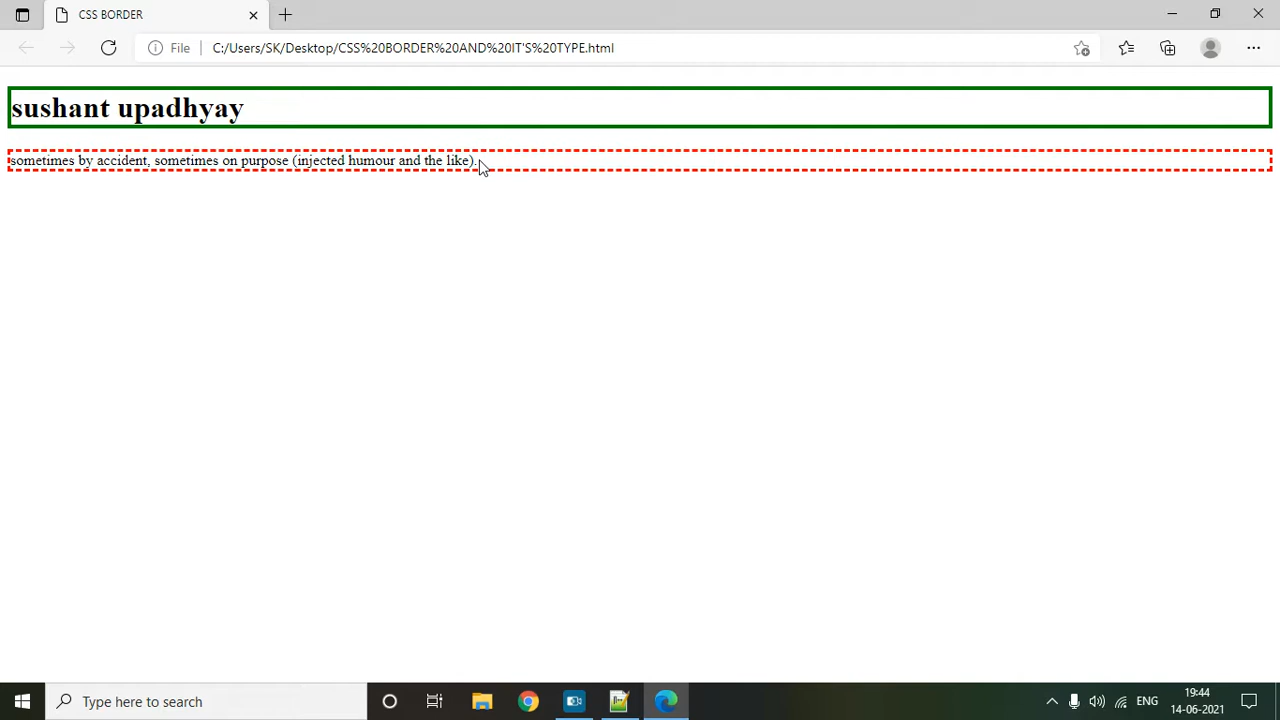 CSS BORDER
File
C:/Users/SK/Desktop/CSS%20BORDER%20AND%20IT'S%20TYPE.html
sushant upadhyay
sometimes by accident, sometimes on purpose (injected humour and the like).
Type here to search
ENG
19:44
14-06-2021